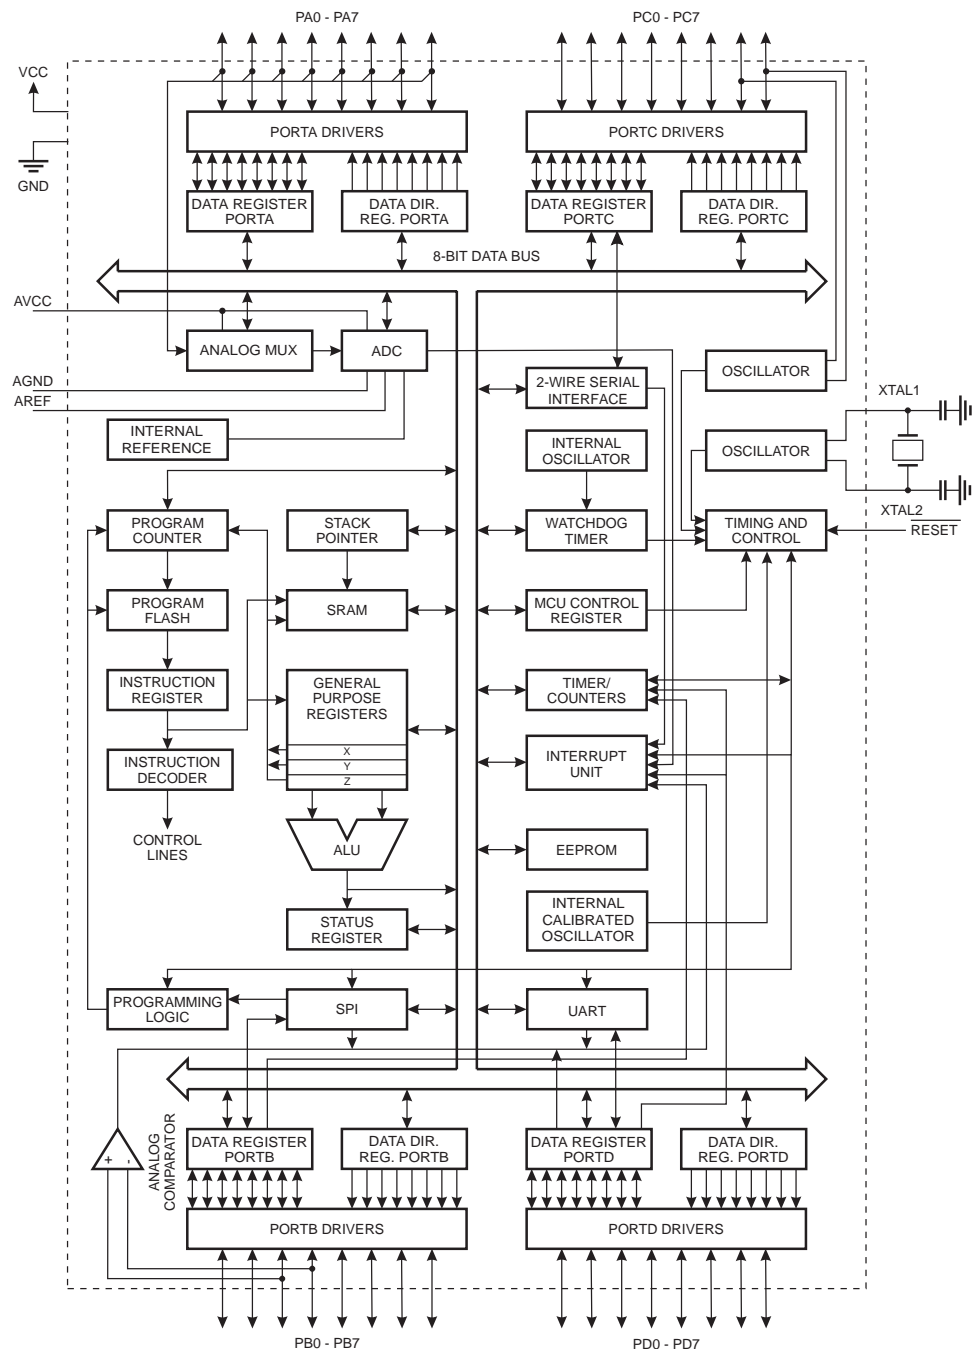 PA0 - PA7
PC0 - PC7
VCC
GND
PORTA DRIVERS
PORTC DRIVERS
DATA REGISTER
PORTA
DATA DIR.
REG. PORTA
DATA REGISTER
PORTC
DATA DIR.
REG. PORTC
8-BIT DATA BUS
AVCC
ANALOG MUX
ADC
AGND
AREF
INTERNAL
REFERENCE
2-WIRE SERIAL
INTERFACE
OSCILLATOR
XTAL1
INTERNAL
OSCILLATOR
OSCILLATOR
XTAL2
RESET
PROGRAM
COUNTER
STACK
POINTER
WATCHDOG
TIMER
TIMING AND
CONTROL
PROGRAM
FLASH
SRAM
MCU CONTROL
REGISTER
INSTRUCTION
REGISTER
GENERAL
PURPOSE
REGISTERS
X
Y
Z
TIMER/
COUNTERS
INSTRUCTION
DECODER
INTERRUPT
UNIT
CONTROL
LINES
ALU
EEPROM
STATUS
REGISTER
INTERNAL
CALIBRATED
OSCILLATOR
PROGRAMMING
LOGIC
SPI
UART
ANALOG
COMPARATOR
+
-
DATA REGISTER
PORTB
DATA DIR.
REG. PORTB
DATA REGISTER
PORTD
DATA DIR.
REG. PORTD
PORTB DRIVERS
PORTD DRIVERS
PB0 - PB7
PD0 - PD7